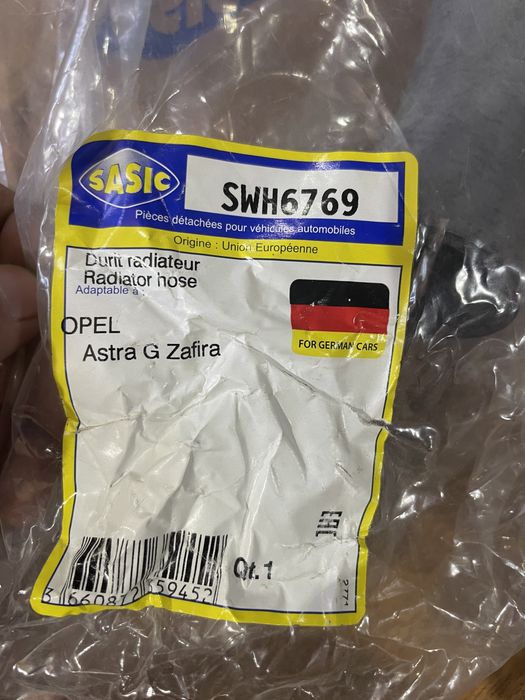 SASIC
SWH6769
Pièces détachées pour véhicules automobiles
Origine : Union Européenne
Durit radiateur
Radiator hose
Adaptable à :
FOR GERMAN CARS
OPEL
Astra G Zafira
EAC
Qt.1